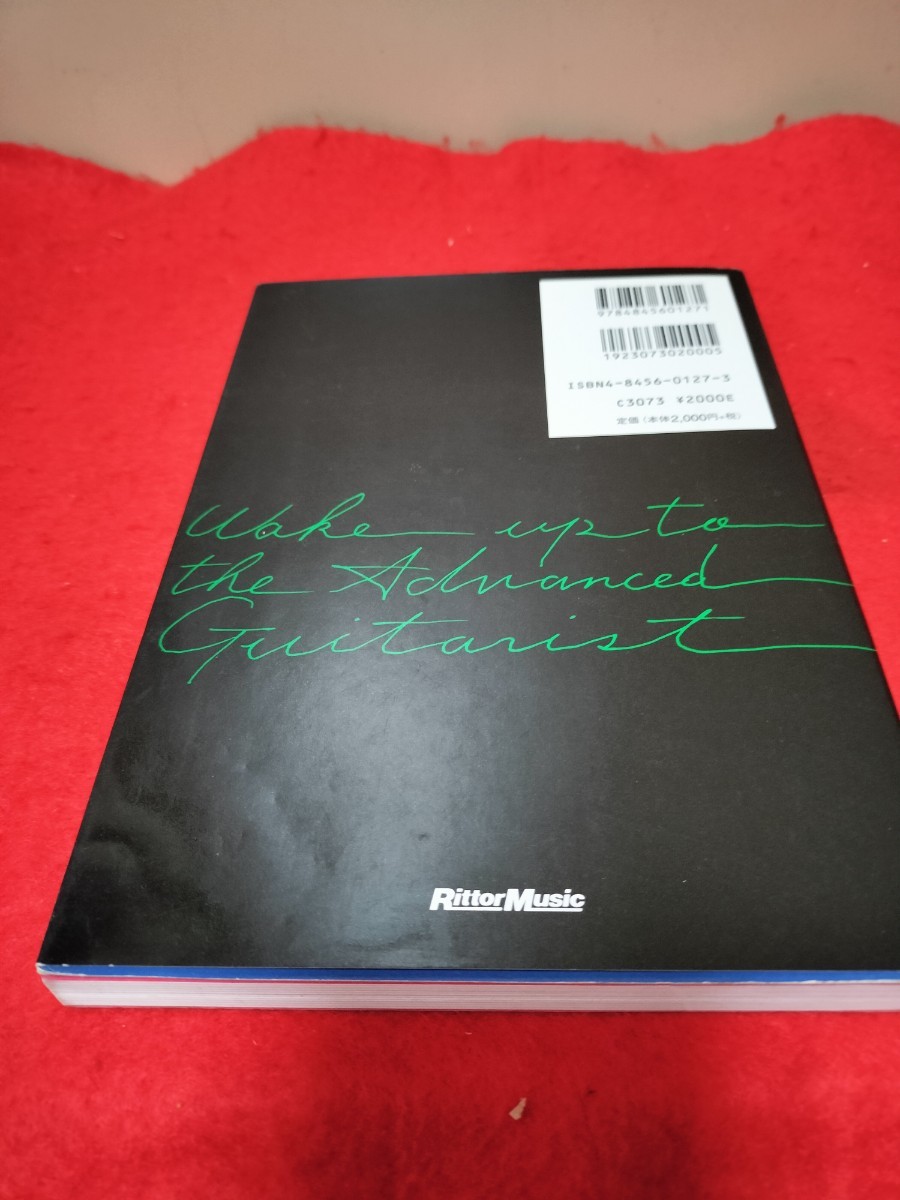 9784845601271
1923073020005
ISBN4-8456-0127-3
C3073 ¥2000E
定価(本体2,000円+税)
Wake up to
the Advanced
Guitarist
RittorMusic